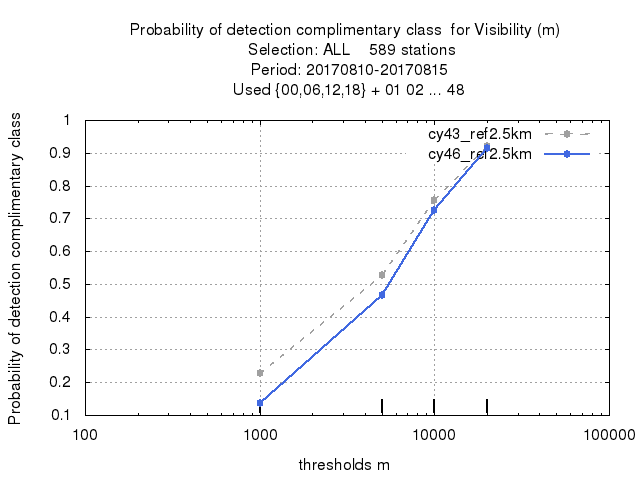 Probability of detection complimentary class  for Visibility (m)
Selection: ALL    589 stations
Period: 20170810-20170815
Used {00,06,12,18} + 01 02 ... 48
Probability of detection complimentary class
1
0.9
0.8
0.7
0.6
0.5
0.4
0.3
0.2
0.1
cy43_ref2.5km
cy46_ref2.5km
100 1000 10000 100000
thresholds m